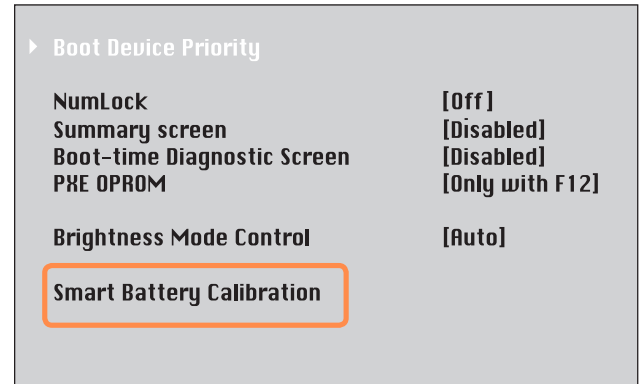 Boot Device Priority
NumLock [Off]
Summary screen [Disabled]
Boot-time Diagnostic Screen [Disabled]
PXE OPROM [Only with F12]
Brightness Mode Control [Auto]
Smart Battery Calibration